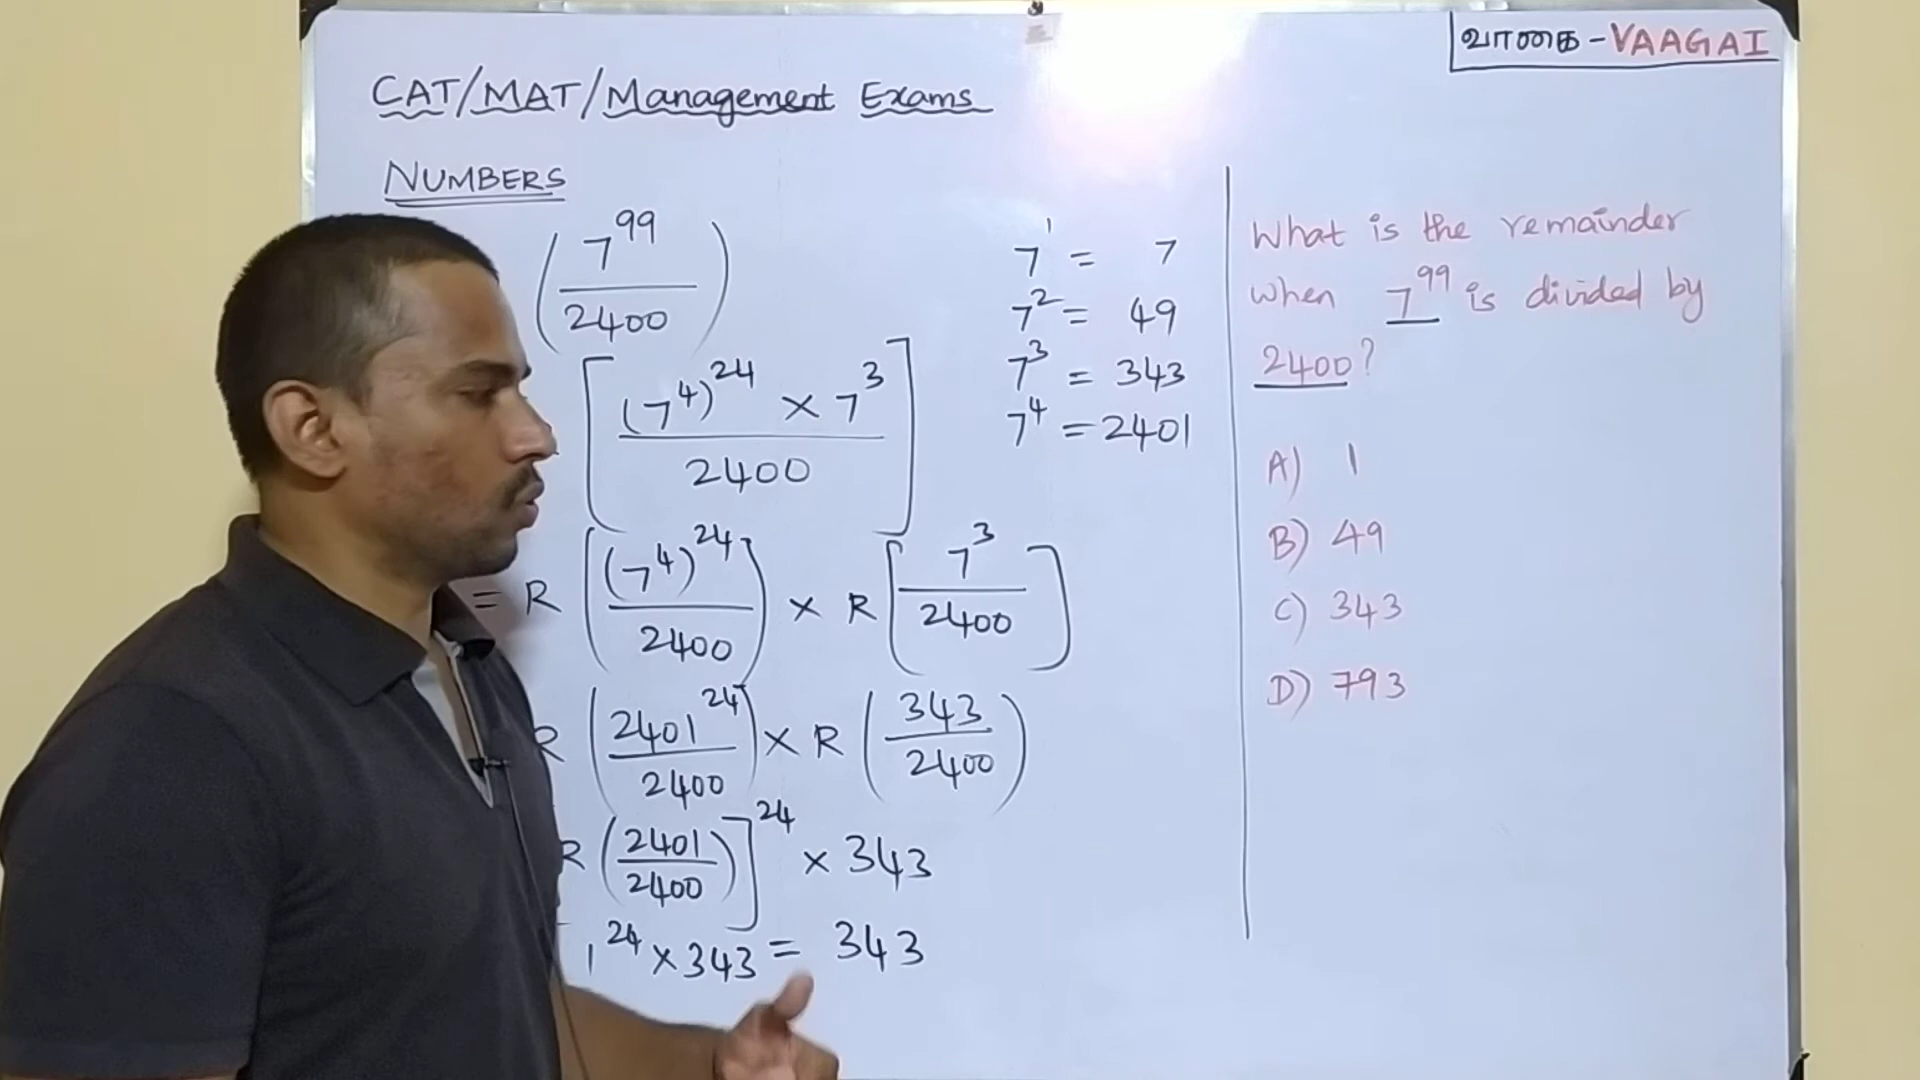 வாகை - VAAGAI
CAT/MAT/Management Exams
NUMBERS
(7^99 / 2400)
[(7^4)^24 × 7^3 / 2400]
= R ((7^4)^24 / 2400) × R [7^3 / 2400]
R (2401^24 / 2400) × R (343 / 2400)
R (2401 / 2400)]^24 × 343
1^24 × 343 = 343
7^1 = 7
7^2 = 49
7^3 = 343
7^4 = 2401
What is the remainder
when 7^99 is divided by
2400?
A) 1
B) 49
C) 343
D) 793